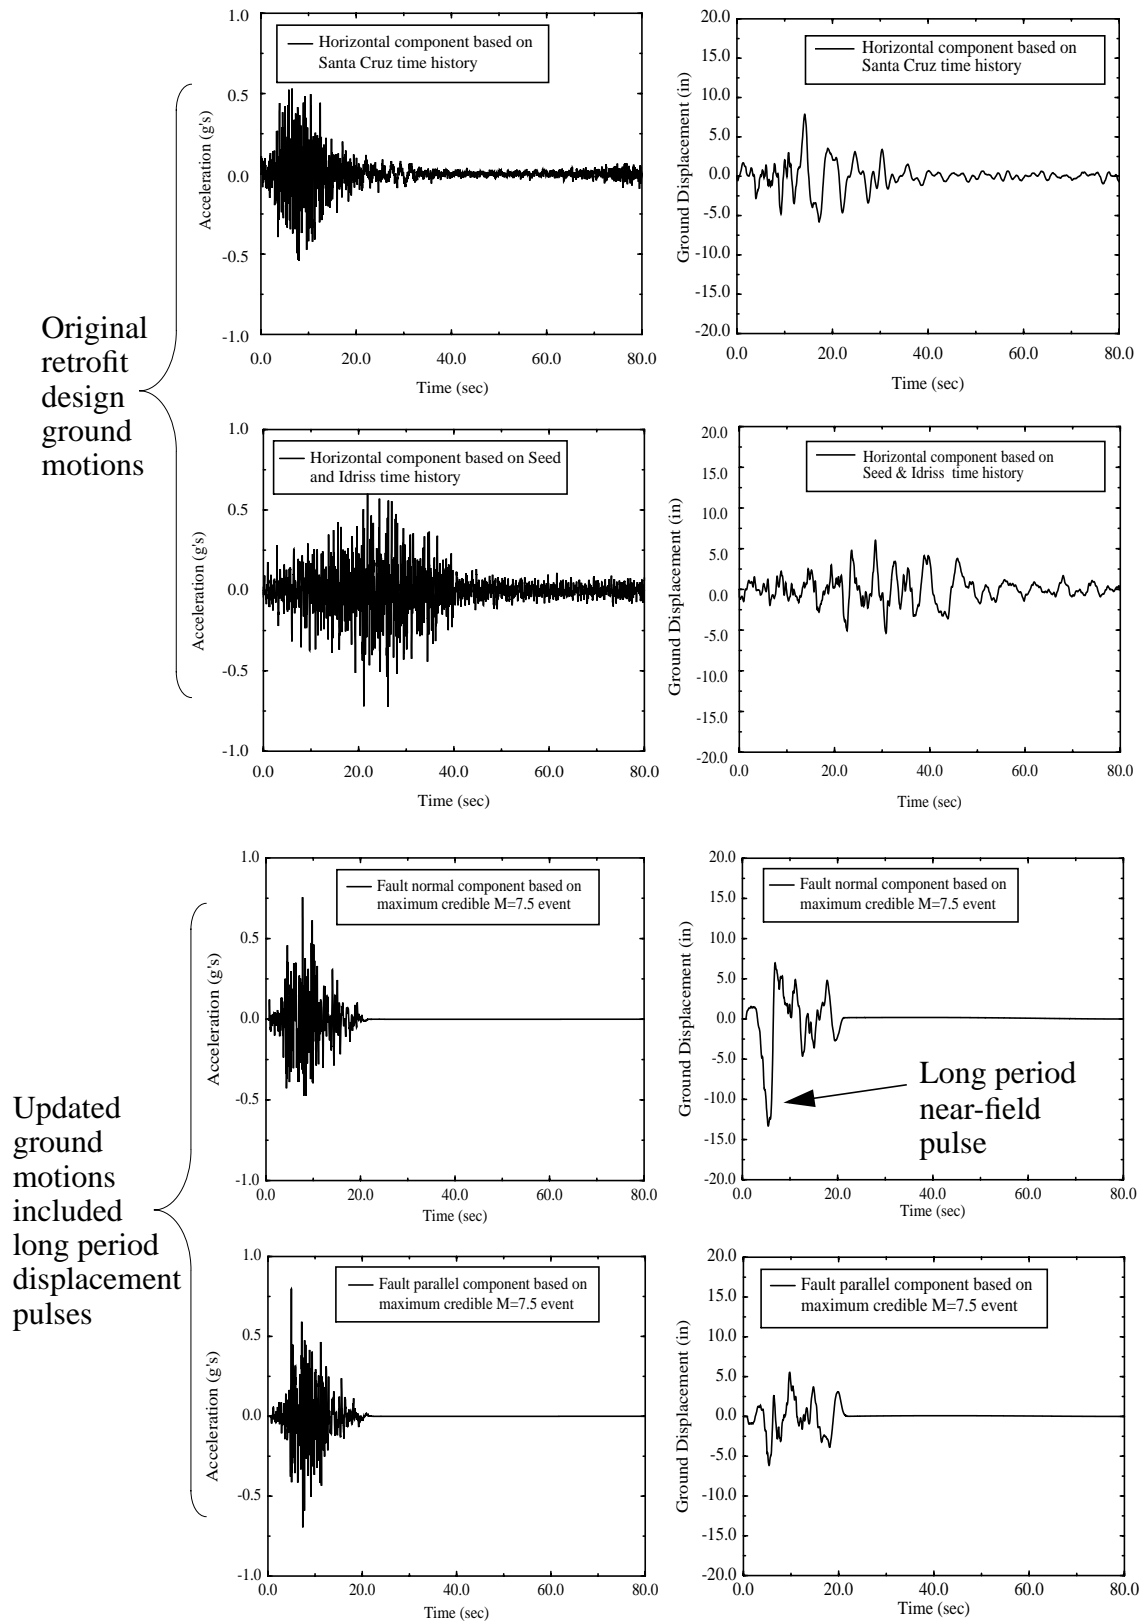 Original
retrofit
design
ground
motions
1.0
0.5
0.0
-0.5
-1.0
Acceleration (g's)
Horizontal component based on
Santa Cruz time history
0.0 20.0 40.0 60.0 80.0
Time (sec)
20.0
15.0
10.0
5.0
0.0
-5.0
-10.0
-15.0
-20.0
Ground Displacement (in)
Horizontal component based on
Santa Cruz time history
0.0 20.0 40.0 60.0 80.0
Time (sec)
1.0
0.5
0.0
-0.5
-1.0
Acceleration (g's)
Horizontal component based on Seed
and Idriss time history
0.0 20.0 40.0 60.0 80.0
Time (sec)
20.0
15.0
10.0
5.0
0.0
-5.0
-10.0
-15.0
-20.0
Ground Displacement (in)
Horizontal component based on
Seed & Idriss time history
0.0 20.0 40.0 60.0 80.0
Time (sec)
Updated
ground
motions
included
long period
displacement
pulses
1.0
0.5
0.0
-0.5
-1.0
Acceleration (g's)
Fault normal component based on
maximum credible M=7.5 event
0.0 20.0 40.0 60.0 80.0
Time (sec)
20.0
15.0
10.0
5.0
0.0
-5.0
-10.0
-15.0
-20.0
Ground Displacement (in)
Fault normal component based on
maximum credible M=7.5 event
Long period
near-field
pulse
0.0 20.0 40.0 60.0 80.0
Time (sec)
1.0
0.5
0.0
-0.5
-1.0
Acceleration (g's)
Fault parallel component based on
maximum credible M=7.5 event
0.0 20.0 40.0 60.0 80.0
Time (sec)
20.0
15.0
10.0
5.0
0.0
-5.0
-10.0
-15.0
-20.0
Ground Displacement (in)
Fault parallel component based on
maximum credible M=7.5 event
0.0 20.0 40.0 60.0 80.0
Time (sec)